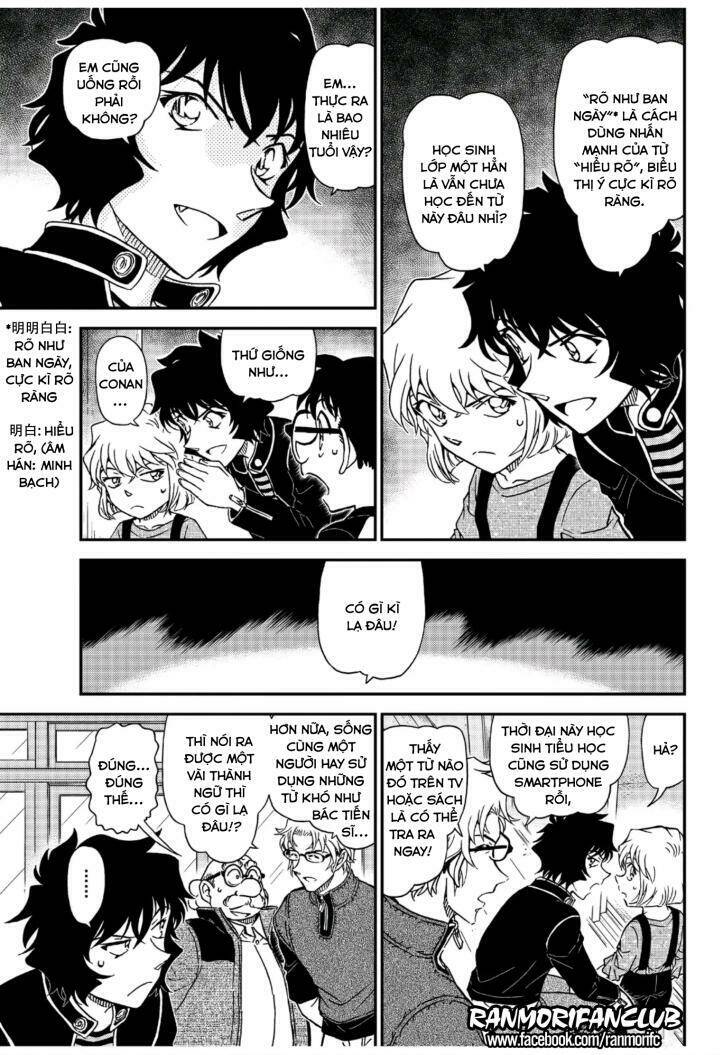 "RÕ NHƯ BAN
NGÀY"* LÀ CÁCH
DÙNG NHẤN
MẠNH CỦA TỪ
"HIỂU RÕ", BIỂU
THỊ Ý CỰC KÌ RÕ
RÀNG.
HỌC SINH
LỚP MỘT HẲN
LÀ VẪN CHƯA
HỌC ĐẾN TỪ
NÀY ĐÂU NHỈ?
EM...
THỰC RA
LÀ BAO
NHIÊU
TUỔI VẬY?
EM CŨNG
UỐNG RỒI
PHẢI
KHÔNG?
THỨ GIỐNG
NHƯ...
CỦA
CONAN
...
*明明白白:
RÕ NHƯ
BAN NGÀY,
CỰC KÌ RÕ
RÀNG
明白: HIỂU
RÕ, (ÂM
HÁN: MINH
BẠCH)
CÓ GÌ KÌ
LẠ ĐÂU!
HẢ?
THỜI ĐẠI NÀY HỌC
SINH TIỂU HỌC
CŨNG SỬ DỤNG
SMARTPHONE
RỒI,
THẤY
MỘT TỪ NÀO
ĐÓ TRÊN TV
HOẶC SÁCH
LÀ CÓ THỂ
TRA RA
NGAY!
HƠN NỮA, SỐNG
CÙNG MỘT
NGƯỜI HAY SỬ
DỤNG NHỮNG
TỪ KHÓ NHƯ
BÁC TIẾN
SĨ...
THÌ NÓI RA
ĐƯỢC MỘT
VÀI THÀNH
NGỮ THÌ
CÓ GÌ LẠ
ĐÂU!?
ĐÚNG...
ĐÚNG
THẾ...
......
RANMORIFANCLUB
www.facebook.com/ranmorifc